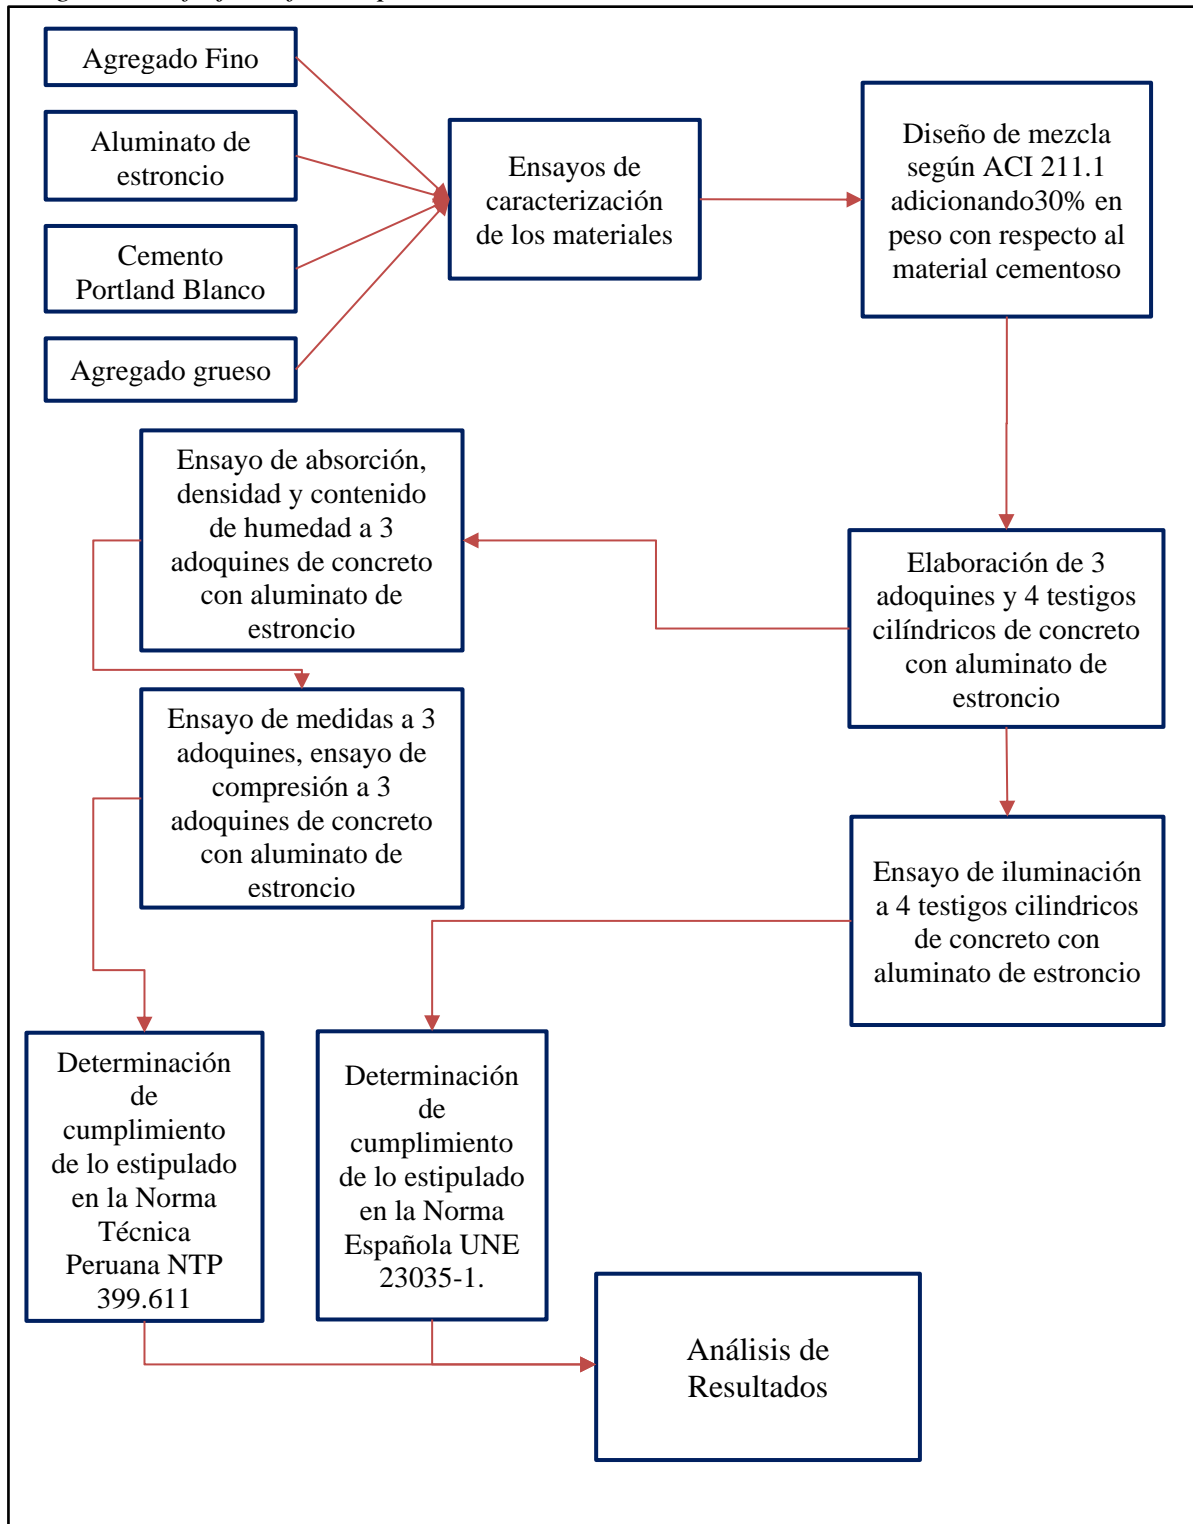 Agregado Fino
Aluminato de
estroncio
Cemento
Portland Blanco
Agregado grueso
Ensayos de
caracterización
de los materiales
Diseño de mezcla
según ACI 211.1
adicionando30% en
peso con respecto al
material cementoso
Ensayo de absorción,
densidad y contenido
de humedad a 3
adoquines de concreto
con aluminato de
estroncio
Elaboración de 3
adoquines y 4 testigos
cilíndricos de concreto
con aluminato de
estroncio
Ensayo de medidas a 3
adoquines, ensayo de
compresión a 3
adoquines de concreto
con aluminato de
estroncio
Ensayo de iluminación
a 4 testigos cilindricos
de concreto con
aluminato de estroncio
Determinación
de
cumplimiento
de lo estipulado
en la Norma
Técnica
Peruana NTP
399.611
Determinación
de
cumplimiento
de lo estipulado
en la Norma
Española UNE
23035-1.
Análisis de
Resultados